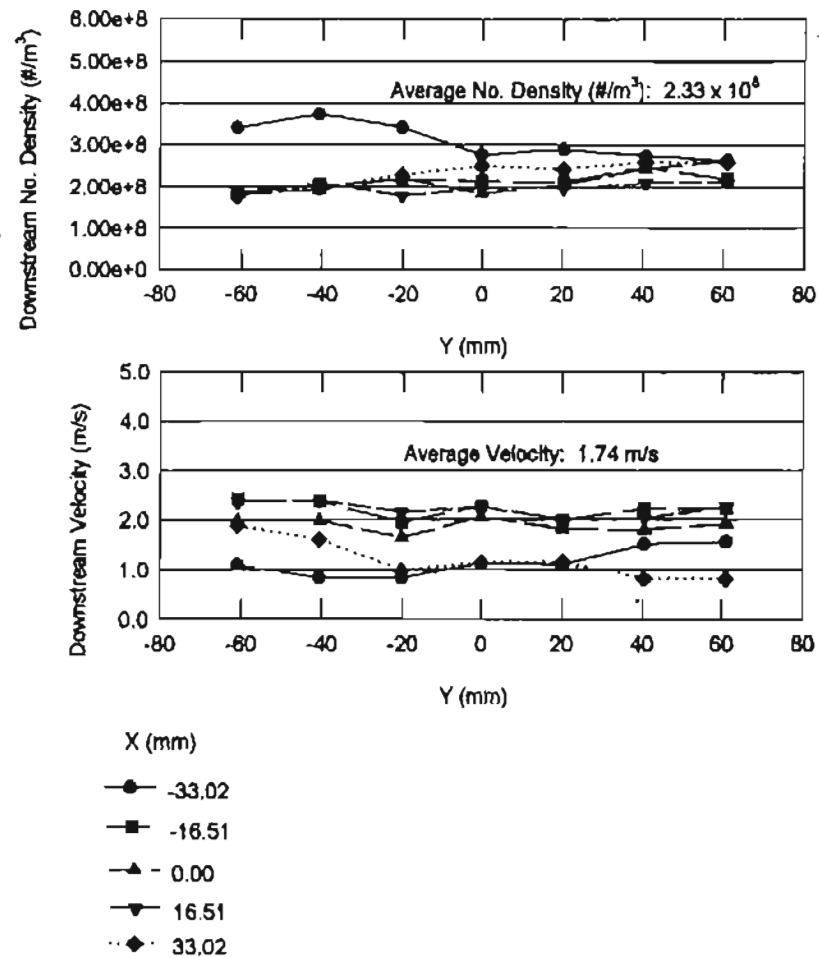 Downstream No. Density (#/m³)
6.00e+8
5.00e+8
4.00e+8
3.00e+8
2.00e+8
1.00e+8
0.00e+0
Average No. Density (#/m³): 2.33 x 10⁸
-80 -60 -40 -20 0 20 40 60 80
Y (mm)
Downstream Velocity (m/s)
5.0
4.0
3.0
2.0
1.0
0.0
Average Velocity: 1.74 m/s
-80 -60 -40 -20 0 20 40 60 80
Y (mm)
X (mm)
-33.02
-16.51
0.00
16.51
33.02